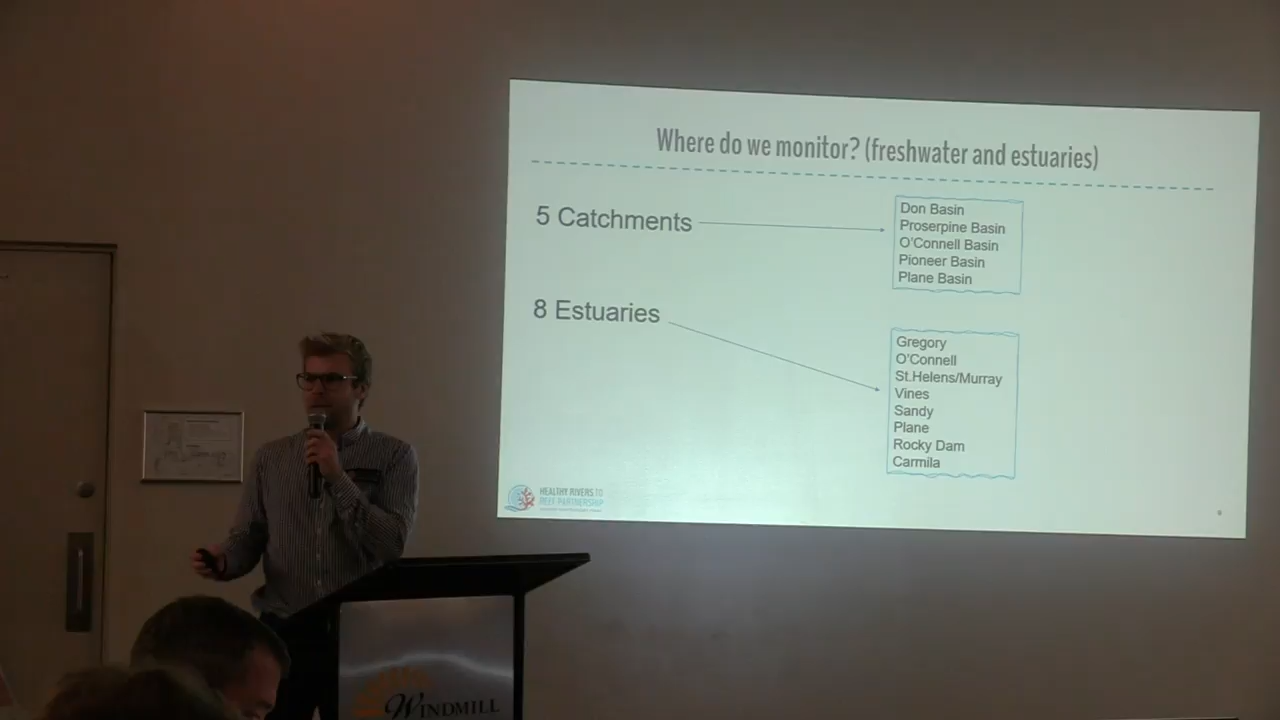 Where do we monitor? (freshwater and estuaries)
5 Catchments
Don Basin
Proserpine Basin
O'Connell Basin
Pioneer Basin
Plane Basin
8 Estuaries
Gregory
O'Connell
St.Helens/Murray
Vines
Sandy
Plane
Rocky Dam
Carmila
HEALTHY RIVERS TO
REEF PARTNERSHIP
WINDMILL